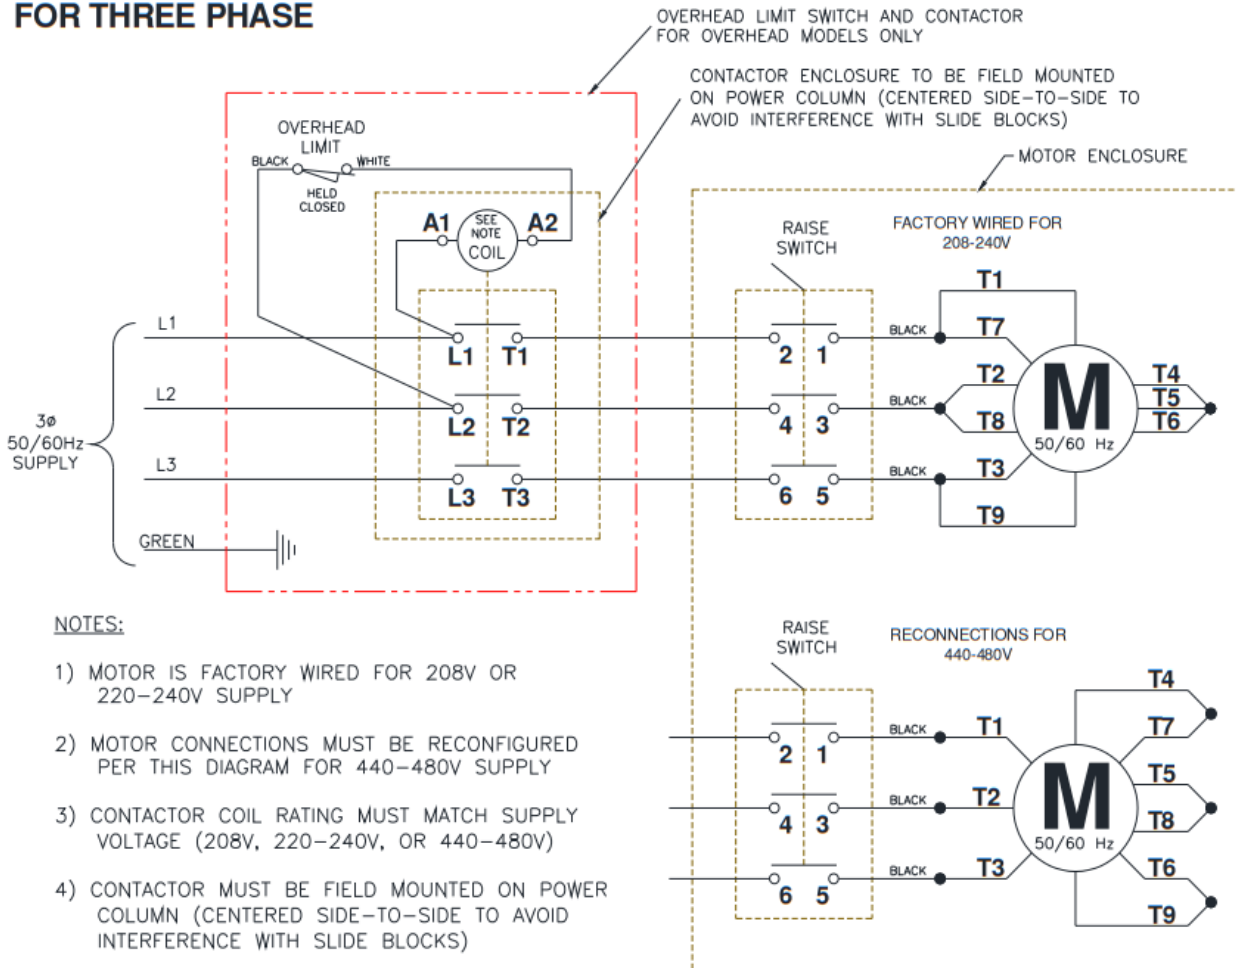 FOR THREE PHASE
OVERHEAD LIMIT SWITCH AND CONTACTOR
FOR OVERHEAD MODELS ONLY
CONTACTOR ENCLOSURE TO BE FIELD MOUNTED
ON POWER COLUMN (CENTERED SIDE-TO-SIDE TO
AVOID INTERFERENCE WITH SLIDE BLOCKS)
MOTOR ENCLOSURE
OVERHEAD
LIMIT
BLACK
WHITE
HELD
CLOSED
A1
SEE
NOTE
COIL
A2
RAISE
SWITCH
FACTORY WIRED FOR
208-240V
3ø
50/60Hz
SUPPLY
L1
L1
T1
2
1
BLACK
T1
T7
L2
L2
T2
4
3
BLACK
T2
T8
L3
L3
T3
6
5
BLACK
T3
T9
M
50/60 Hz
T4
T5
T6
GREEN
NOTES:
1) MOTOR IS FACTORY WIRED FOR 208V OR
220-240V SUPPLY
2) MOTOR CONNECTIONS MUST BE RECONFIGURED
PER THIS DIAGRAM FOR 440-480V SUPPLY
3) CONTACTOR COIL RATING MUST MATCH SUPPLY
VOLTAGE (208V, 220-240V, OR 440-480V)
4) CONTACTOR MUST BE FIELD MOUNTED ON POWER
COLUMN (CENTERED SIDE-TO-SIDE TO AVOID
INTERFERENCE WITH SLIDE BLOCKS)
RAISE
SWITCH
RECONNECTIONS FOR
440-480V
2
1
BLACK
T1
4
3
BLACK
T2
6
5
BLACK
T3
M
50/60 Hz
T4
T7
T5
T8
T6
T9